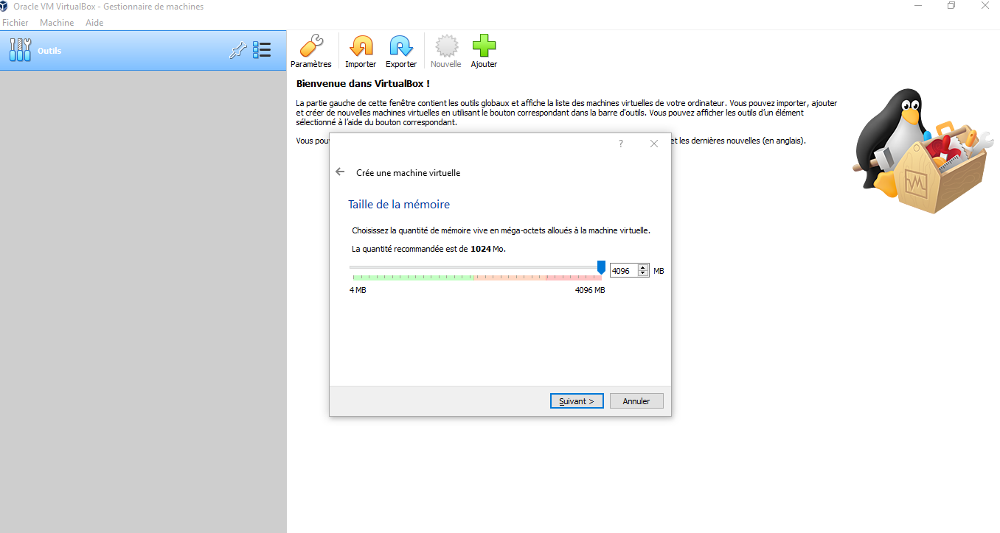 Oracle VM VirtualBox - Gestionnaire de machines
Fichier Machine Aide
Outils
Paramètres Importer Exporter Nouvelle Ajouter
Bienvenue dans VirtualBox !
La partie gauche de cette fenêtre contient les outils globaux et affiche la liste des machines virtuelles de votre ordinateur. Vous pouvez importer, ajouter
et créer de nouvelles machines virtuelles en utilisant le bouton correspondant dans la barre d'outils. Vous pouvez afficher les outils d'un élément
sélectionné à l'aide du bouton correspondant.
Vous pouv et les dernières nouvelles (en anglais).
?
Crée une machine virtuelle
Taille de la mémoire
Choisissez la quantité de mémoire vive en méga-octets alloués à la machine virtuelle.
La quantité recommandée est de 1024 Mo.
4096 MB
4 MB 4096 MB
Suivant > Annuler